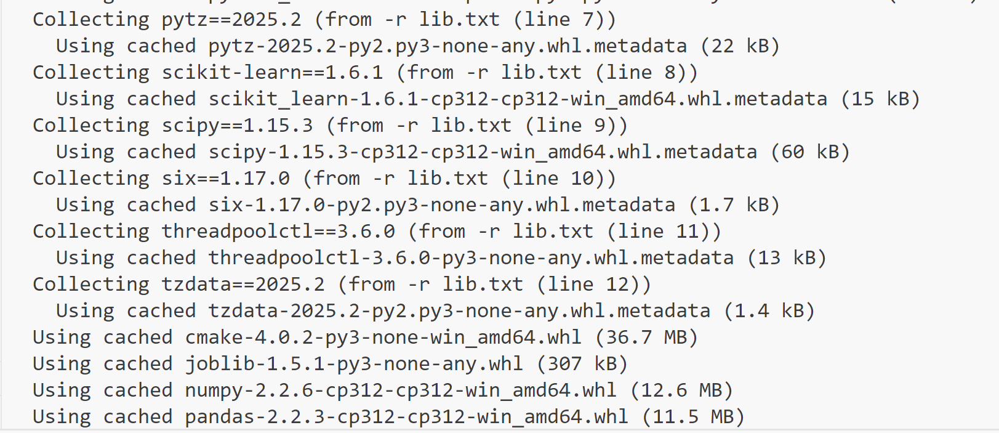 Collecting pytz==2025.2 (from -r lib.txt (line 7))
  Using cached pytz-2025.2-py2.py3-none-any.whl.metadata (22 kB)
Collecting scikit-learn==1.6.1 (from -r lib.txt (line 8))
  Using cached scikit_learn-1.6.1-cp312-cp312-win_amd64.whl.metadata (15 kB)
Collecting scipy==1.15.3 (from -r lib.txt (line 9))
  Using cached scipy-1.15.3-cp312-cp312-win_amd64.whl.metadata (60 kB)
Collecting six==1.17.0 (from -r lib.txt (line 10))
  Using cached six-1.17.0-py2.py3-none-any.whl.metadata (1.7 kB)
Collecting threadpoolctl==3.6.0 (from -r lib.txt (line 11))
  Using cached threadpoolctl-3.6.0-py3-none-any.whl.metadata (13 kB)
Collecting tzdata==2025.2 (from -r lib.txt (line 12))
  Using cached tzdata-2025.2-py2.py3-none-any.whl.metadata (1.4 kB)
Using cached cmake-4.0.2-py3-none-win_amd64.whl (36.7 MB)
Using cached joblib-1.5.1-py3-none-any.whl (307 kB)
Using cached numpy-2.2.6-cp312-cp312-win_amd64.whl (12.6 MB)
Using cached pandas-2.2.3-cp312-cp312-win_amd64.whl (11.5 MB)